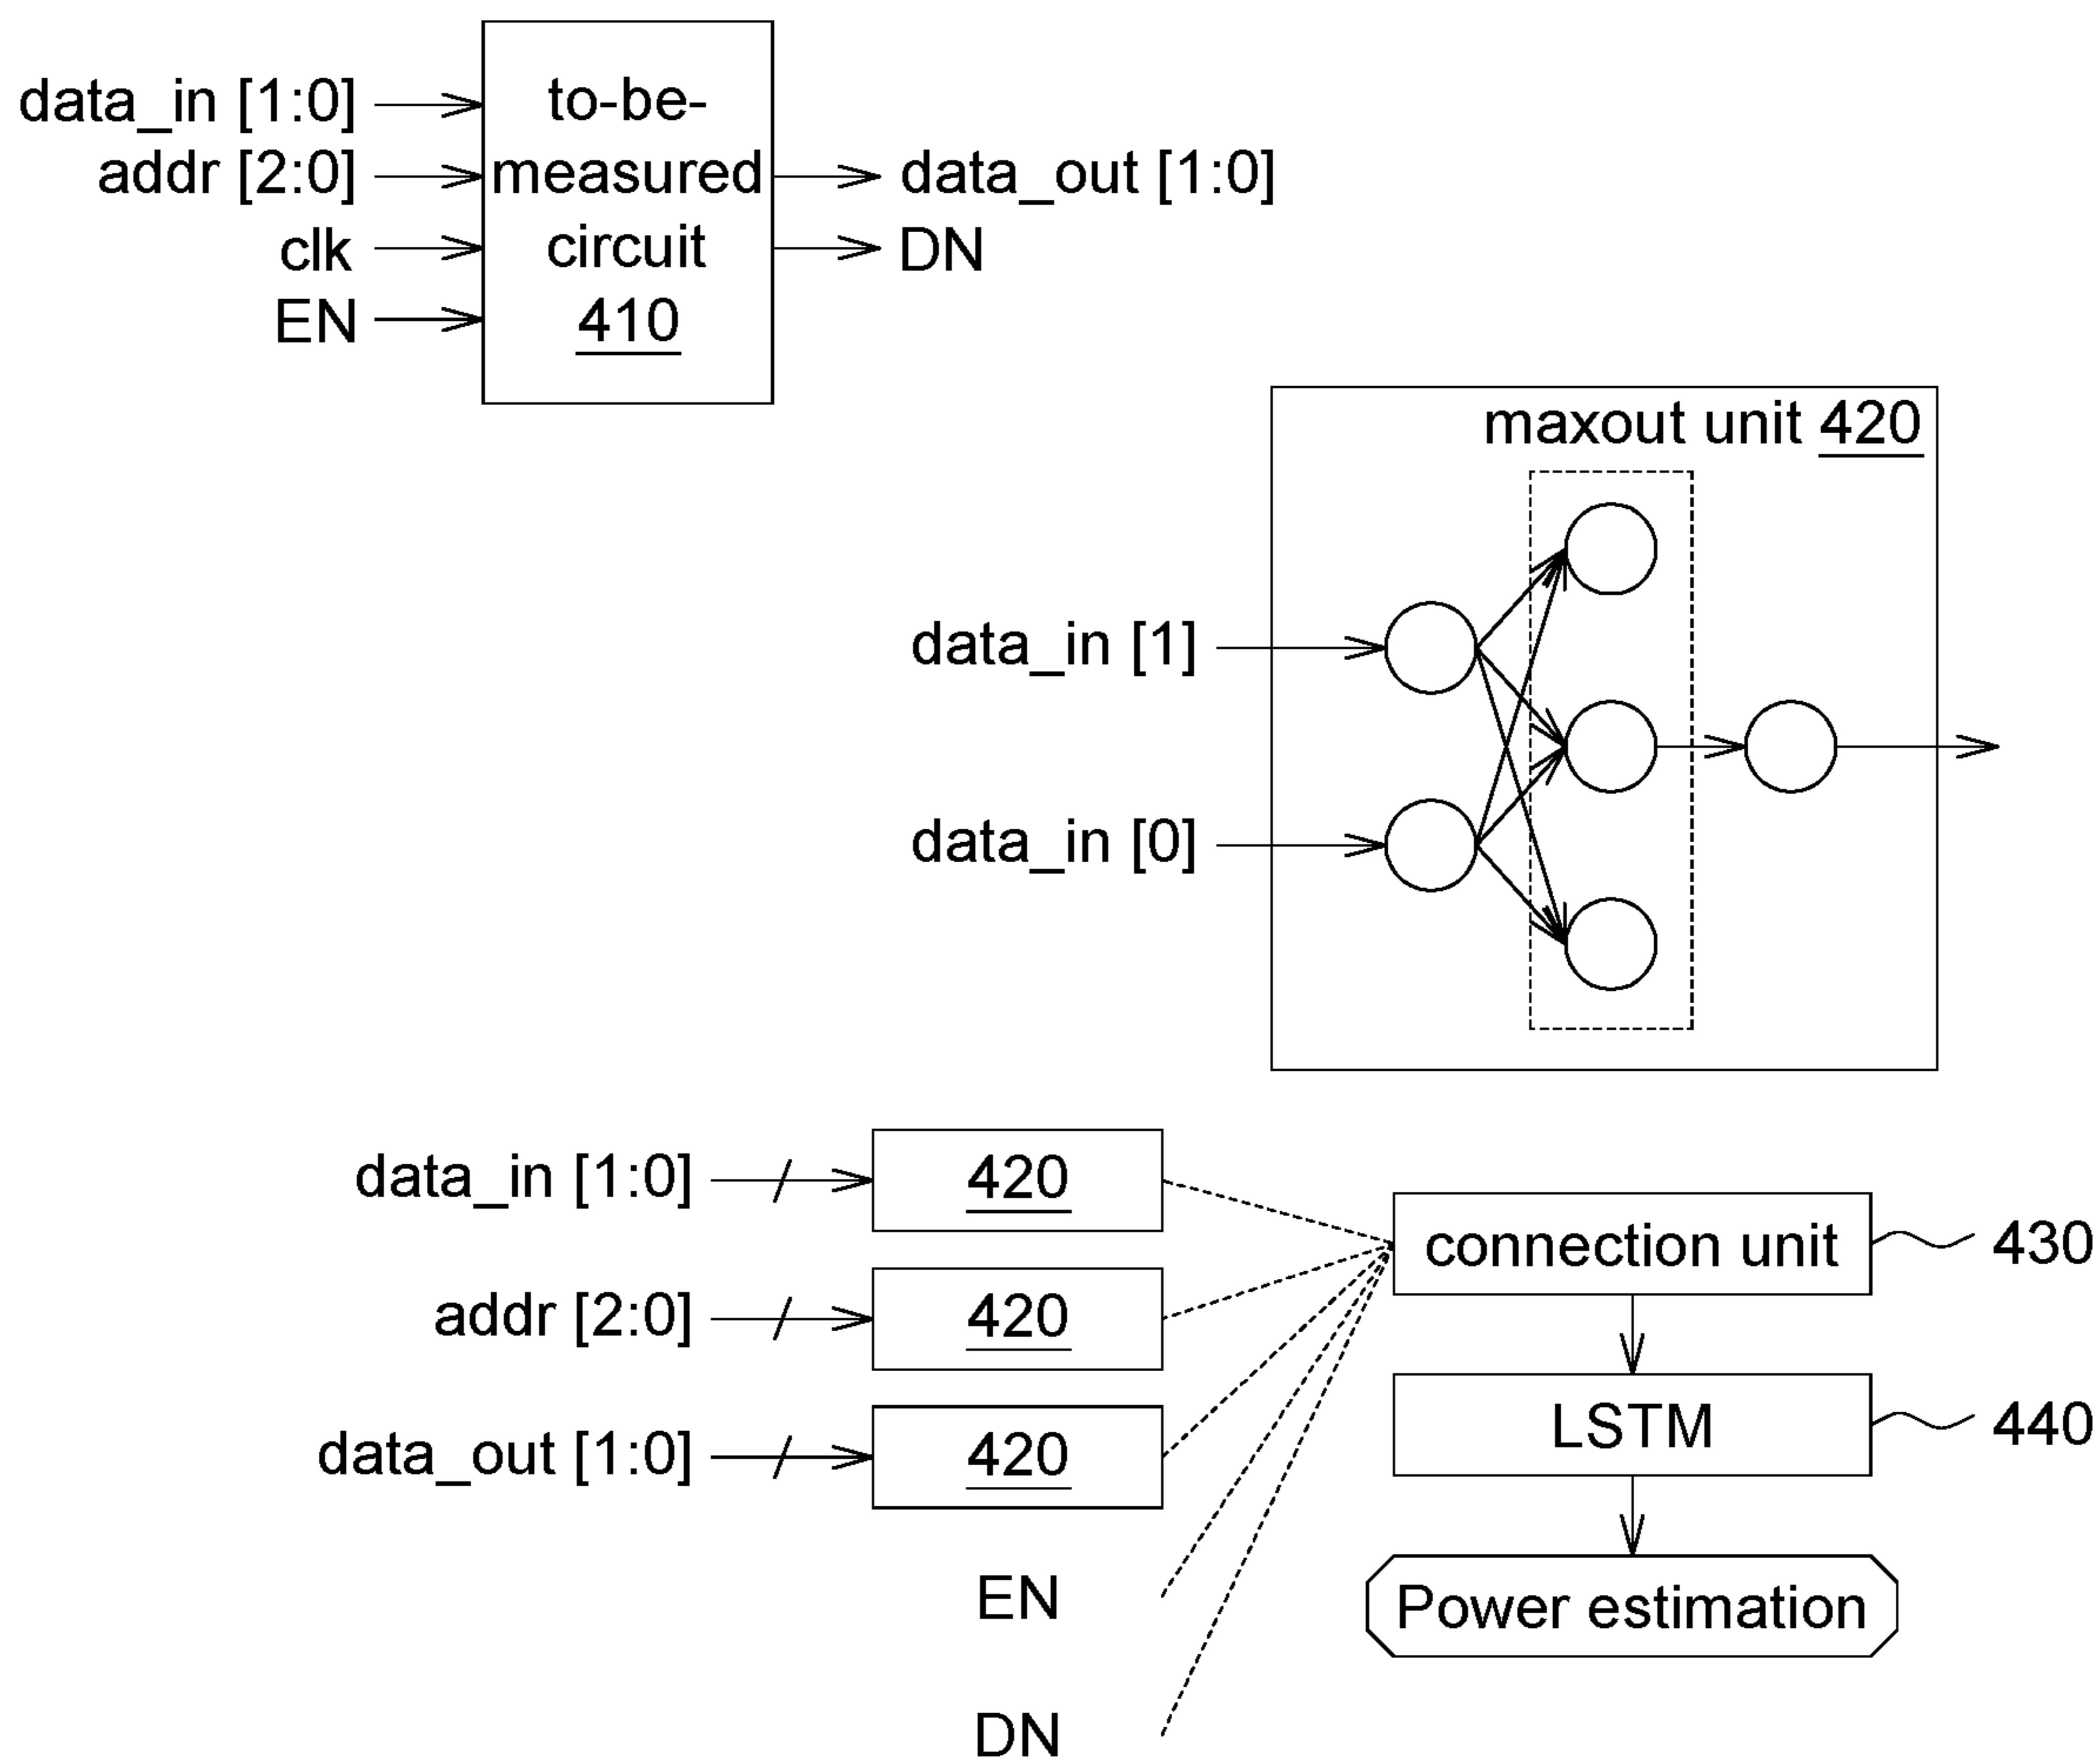 data_in [1:0]
addr [2:0]
clk
EN
to-be-
measured
circuit
410
data_out [1:0]
DN
maxout unit 420
data_in [1]
data_in [0]
data_in [1:0]
420
addr [2:0]
420
data_out [1:0]
420
EN
DN
connection unit
430
LSTM
440
Power estimation